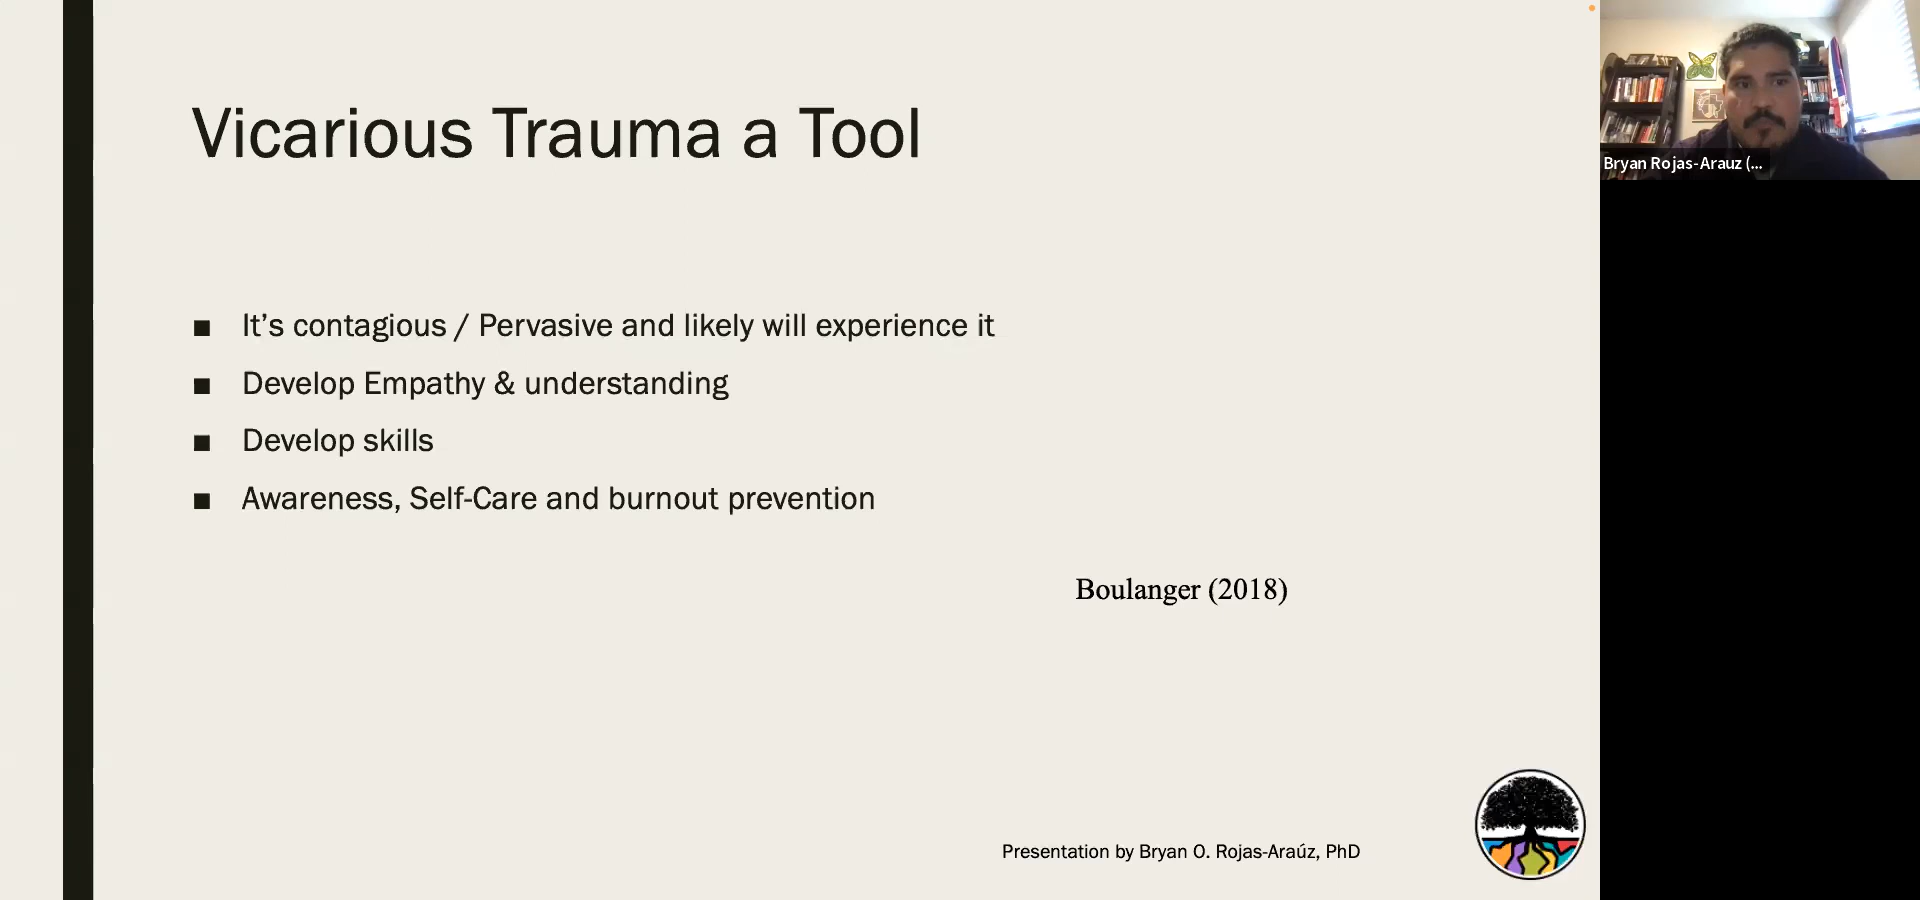 Vicarious Trauma a Tool
■ It’s contagious / Pervasive and likely will experience it
■ Develop Empathy & understanding
■ Develop skills
■ Awareness, Self-Care and burnout prevention
Boulanger (2018)
Presentation by Bryan O. Rojas-Araúz, PhD
Bryan Rojas-Arauz (...